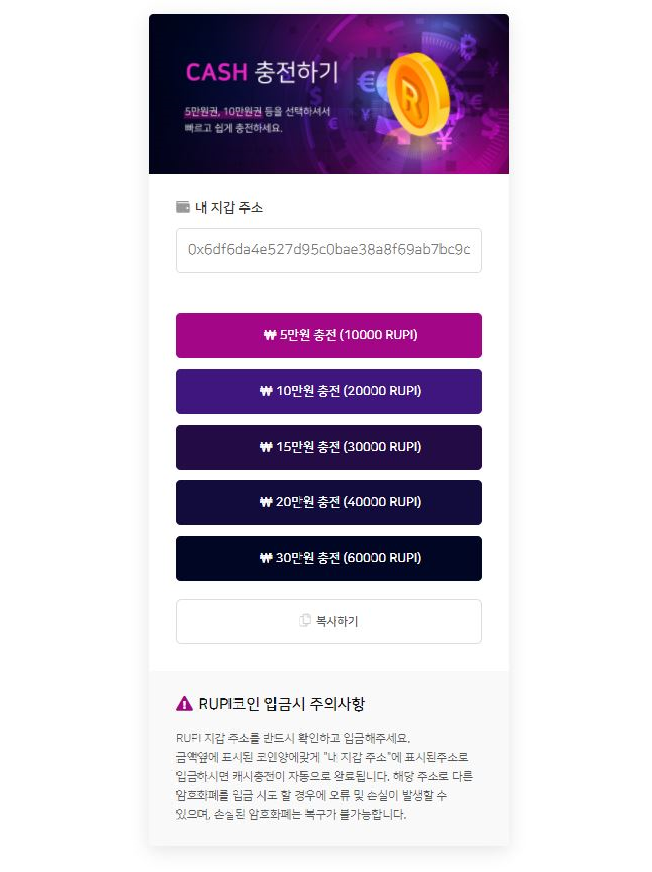 CASH 충전하기
5만원권, 10만원권 등을 선택하셔서
빠르고 쉽게 충전하세요.
내 지갑 주소
0x6df6da4e527d95c0bae38a8f69ab7bc9c
₩ 5만원 충전 (10000 RUPI)
₩ 10만원 충전 (20000 RUPI)
₩ 15만원 충전 (30000 RUPI)
₩ 20만원 충전 (40000 RUPI)
₩ 30만원 충전 (60000 RUPI)
복사하기
RUPI코인 입금시 주의사항
RUPI 지갑 주소를 반드시 확인하고 입금해주세요.
금액옆에 표시된 코인양에맞게 "내 지갑 주소"에 표시된주소로
입금하시면 캐시충전이 자동으로 완료됩니다. 해당 주소로 다른
암호화폐를 입금 시도 할 경우에 오류 및 손실이 발생할 수
있으며, 손실된 암호화폐는 복구가 불가능합니다.